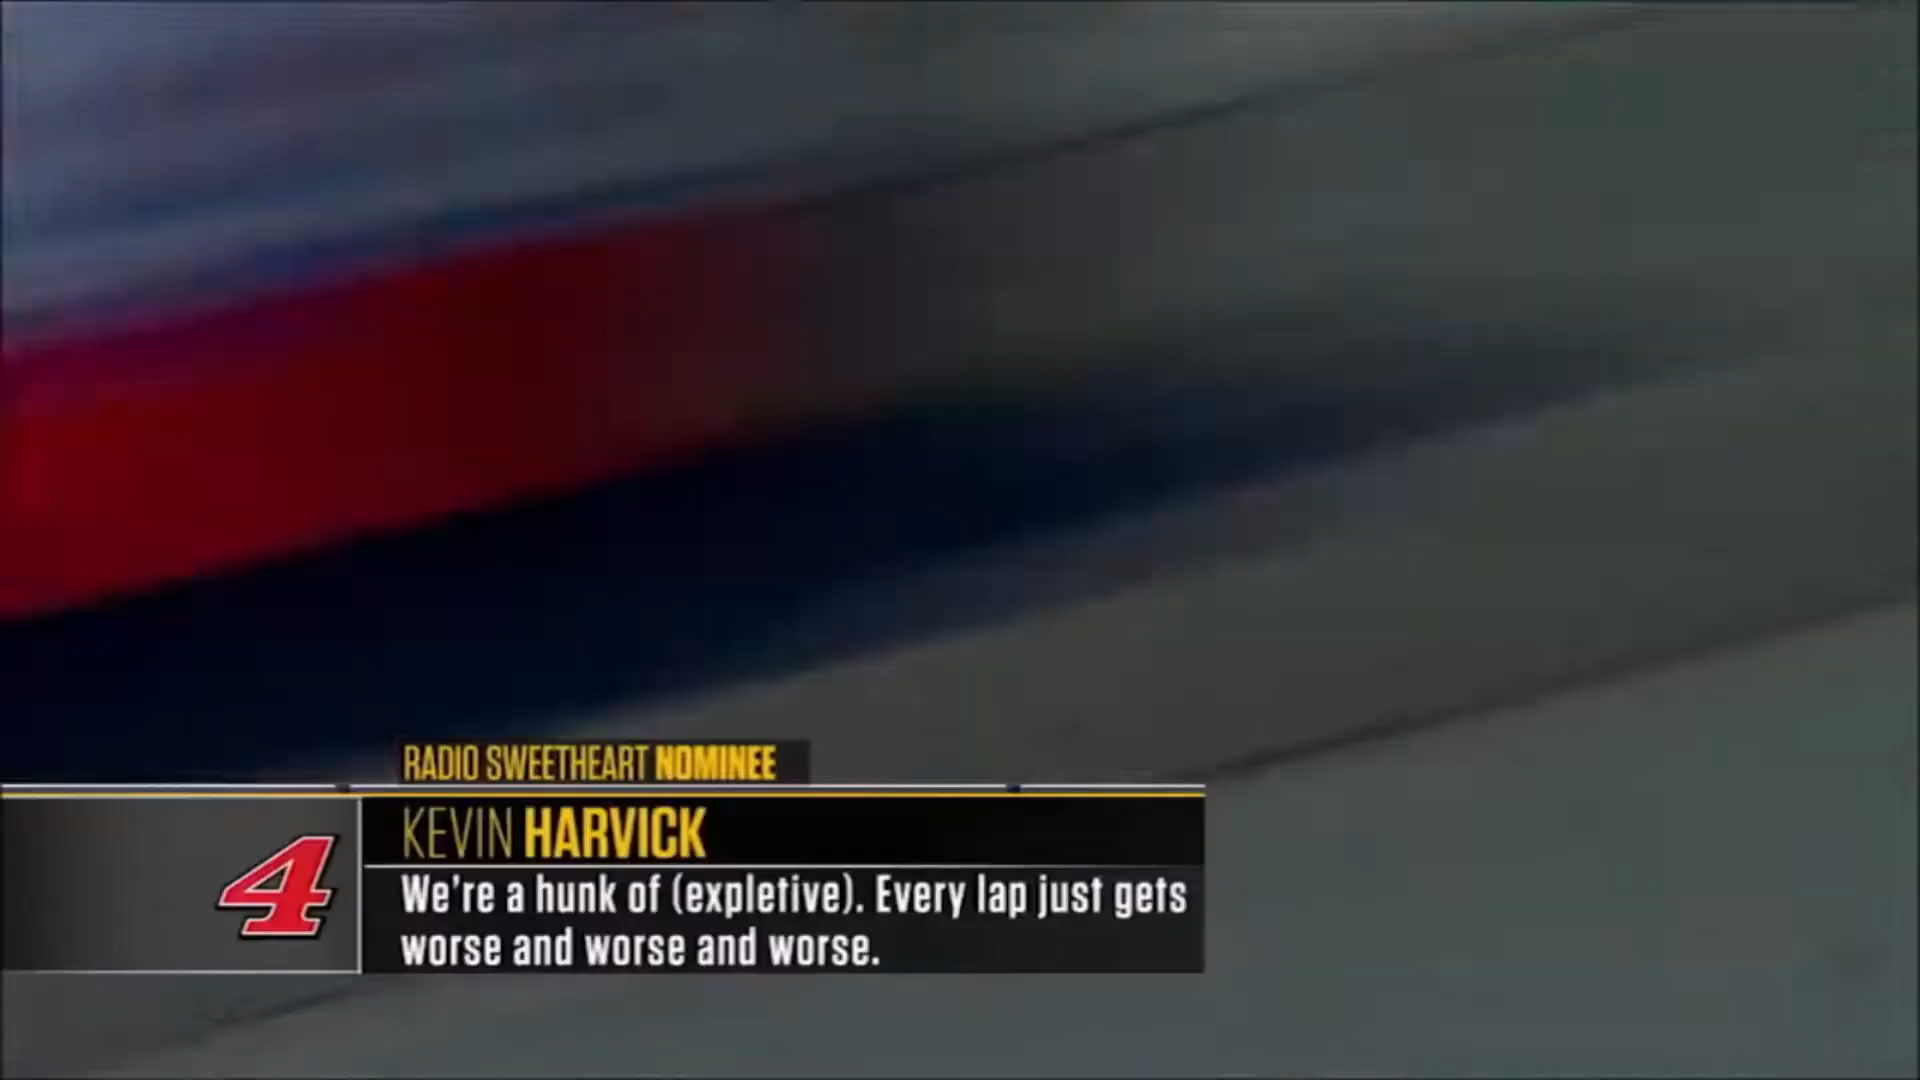 RADIO SWEETHEART NOMINEE
KEVIN HARVICK
4
We're a hunk of (expletive). Every lap just gets
worse and worse and worse.